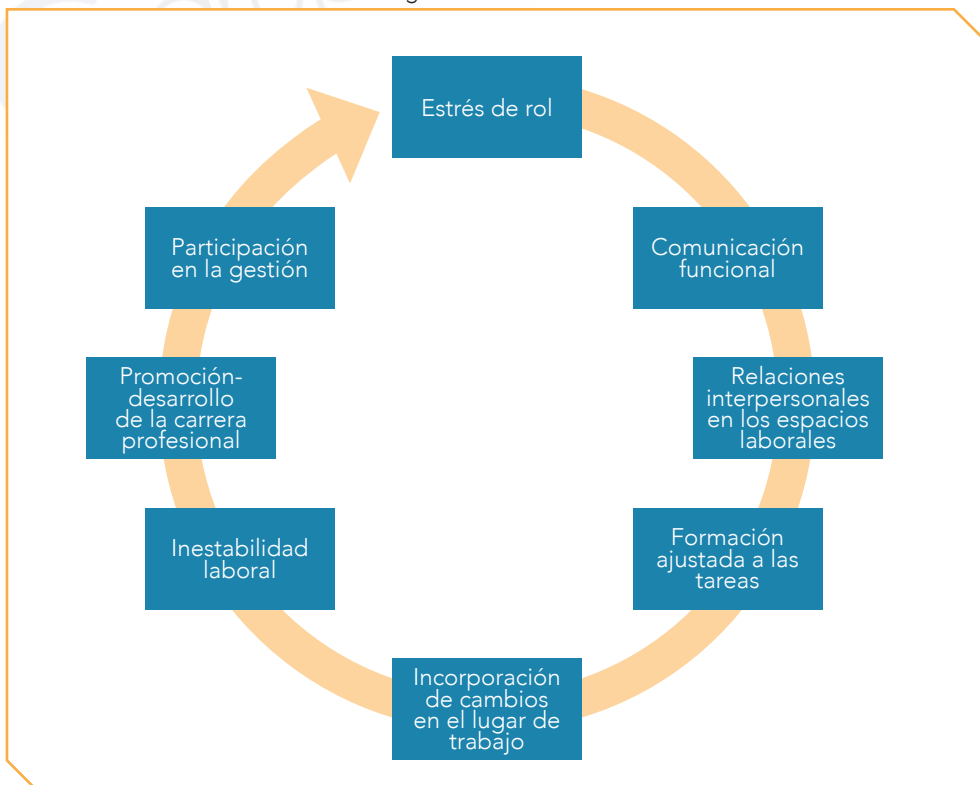 Estrés de rol
Comunicación
funcional
Relaciones
interpersonales
en los espacios
laborales
Formación
ajustada a las
tareas
Incorporación
de cambios
en el lugar de
trabajo
Inestabilidad
laboral
Promoción-
desarrollo
de la carrera
profesional
Participación
en la gestión